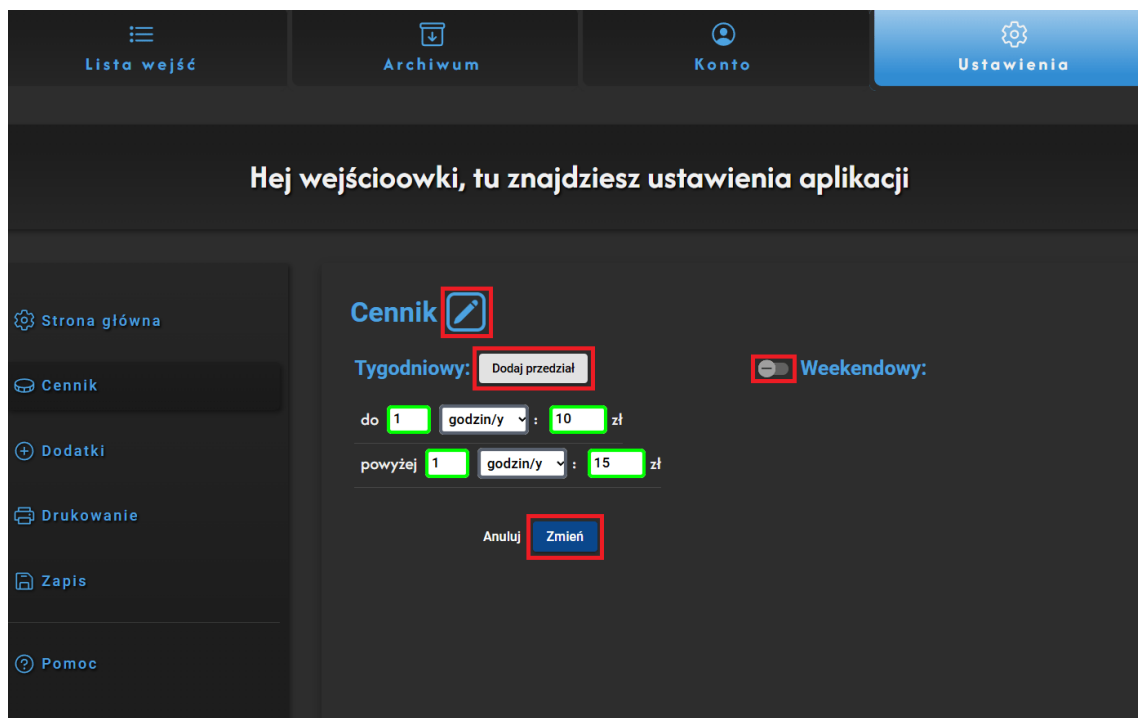 Lista wejść Archiwum Konto Ustawienia
Hej wejścioowki, tu znajdziesz ustawienia aplikacji
Strona główna
Cennik
Dodatki
Drukowanie
Zapis
Pomoc
Cennik
Tygodniowy: Dodaj przedział Weekendowy:
do 1 godzin/y : 10 zł
powyżej 1 godzin/y : 15 zł
Anuluj Zmień